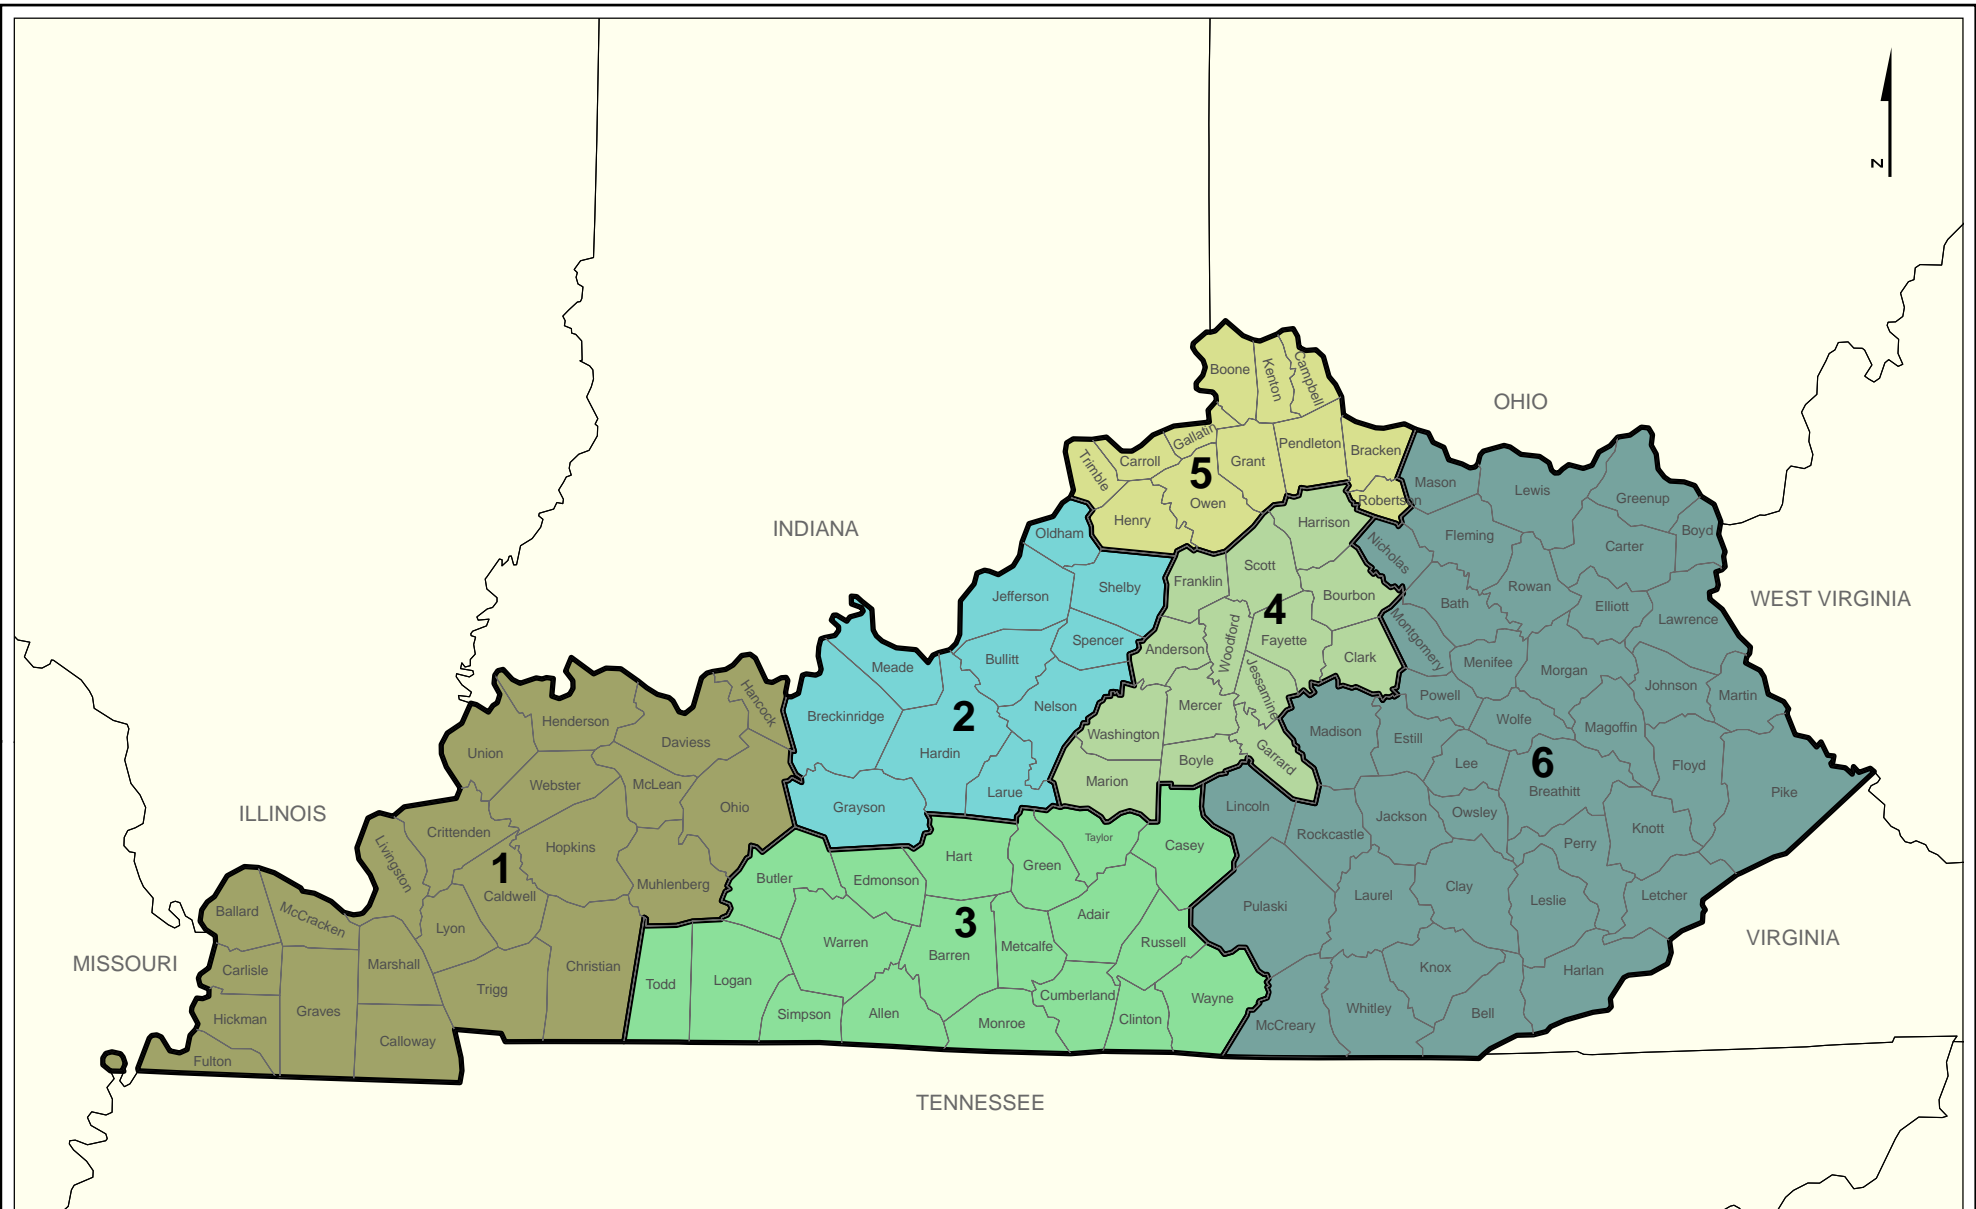 N
OHIO
INDIANA
WEST VIRGINIA
ILLINOIS
MISSOURI
VIRGINIA
TENNESSEE
5
Boone
Kenton
Campbell
Gallatin
Carroll
Trimble
Grant
Pendleton
Bracken
Robertson
Owen
Henry
2
Oldham
Shelby
Jefferson
Spencer
Bullitt
Meade
Nelson
Breckinridge
Hardin
Larue
Grayson
4
Harrison
Scott
Franklin
Bourbon
Fayette
Woodford
Anderson
Clark
Jessamine
Mercer
Washington
Boyle
Garrard
Marion
6
Mason
Lewis
Greenup
Boyd
Fleming
Carter
Nicholas
Rowan
Bath
Elliott
Lawrence
Montgomery
Menifee
Morgan
Johnson
Martin
Powell
Wolfe
Magoffin
Madison
Estill
Lee
Floyd
Breathitt
Pike
Lincoln
Owsley
Jackson
Rockcastle
Perry
Knott
Clay
Laurel
Leslie
Letcher
Pulaski
Knox
Harlan
Whitley
Bell
McCreary
1
Hancock
Henderson
Daviess
Union
Webster
McLean
Ohio
Crittenden
Livingston
Hopkins
Muhlenberg
Caldwell
Ballard
McCracken
Lyon
Marshall
Christian
Carlisle
Trigg
Graves
Hickman
Calloway
Fulton
3
Taylor
Casey
Hart
Green
Butler
Edmonson
Adair
Warren
Metcalfe
Russell
Barren
Todd
Logan
Cumberland
Wayne
Simpson
Allen
Monroe
Clinton